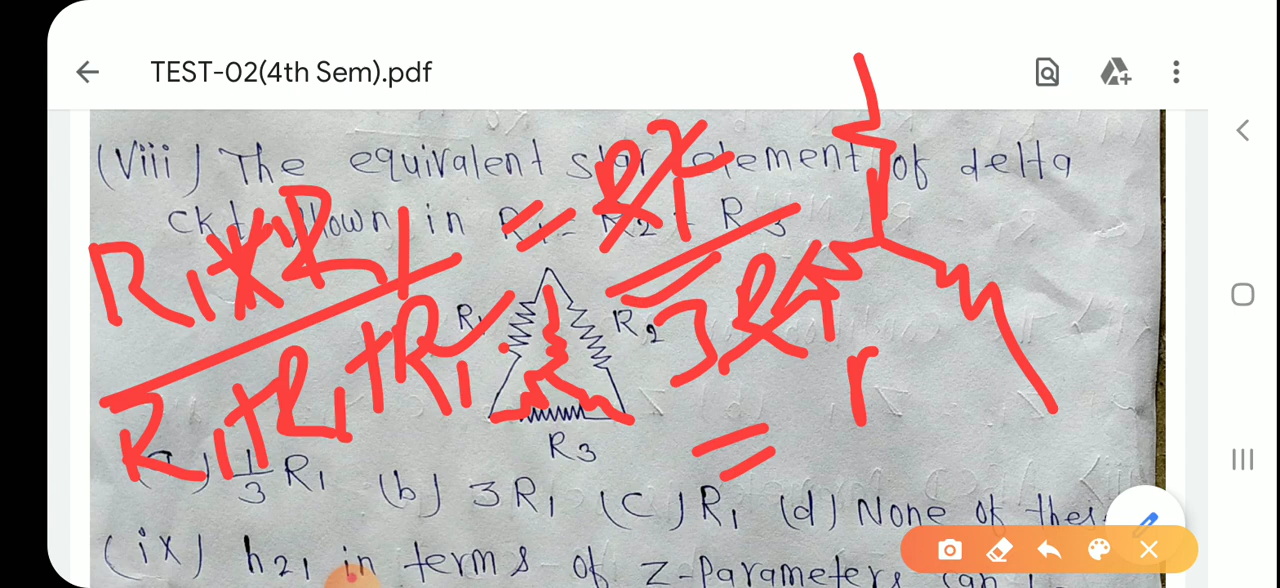 TEST-02(4th Sem).pdf
(viii) The equivalent star element of delta
ckt shown in R1 = R2 = R3
R1*R1 = R1
R1+R1+R1 3R1
R1 R2
r
=
R3
(a) 1/3 R1 (b) 3R1 (c) R1 (d) None of thes
(ix) h21 in terms of Z-Parameters can